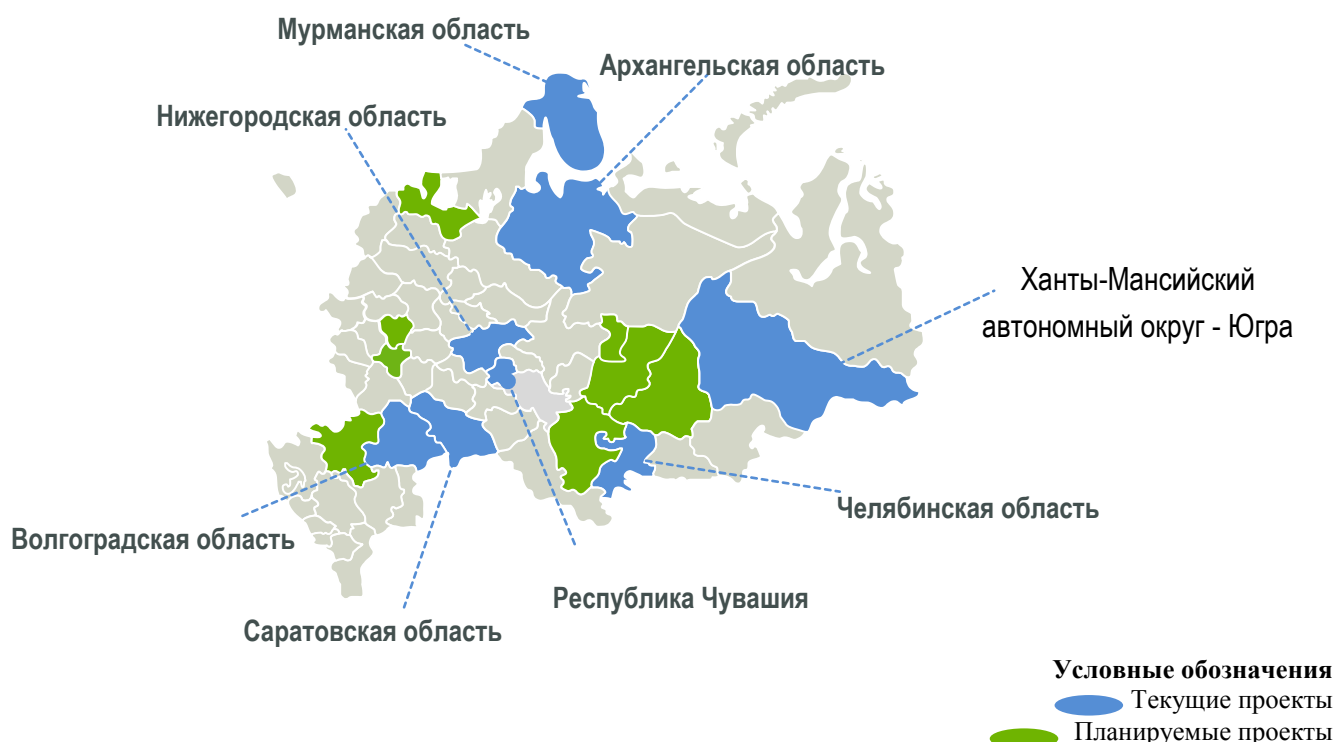 Мурманская область
Архангельская область
Нижегородская область
Ханты-Мансийский
автономный округ - Югра
Челябинская область
Волгоградская область
Республика Чувашия
Саратовская область
Условные обозначения
Текущие проекты
Планируемые проекты